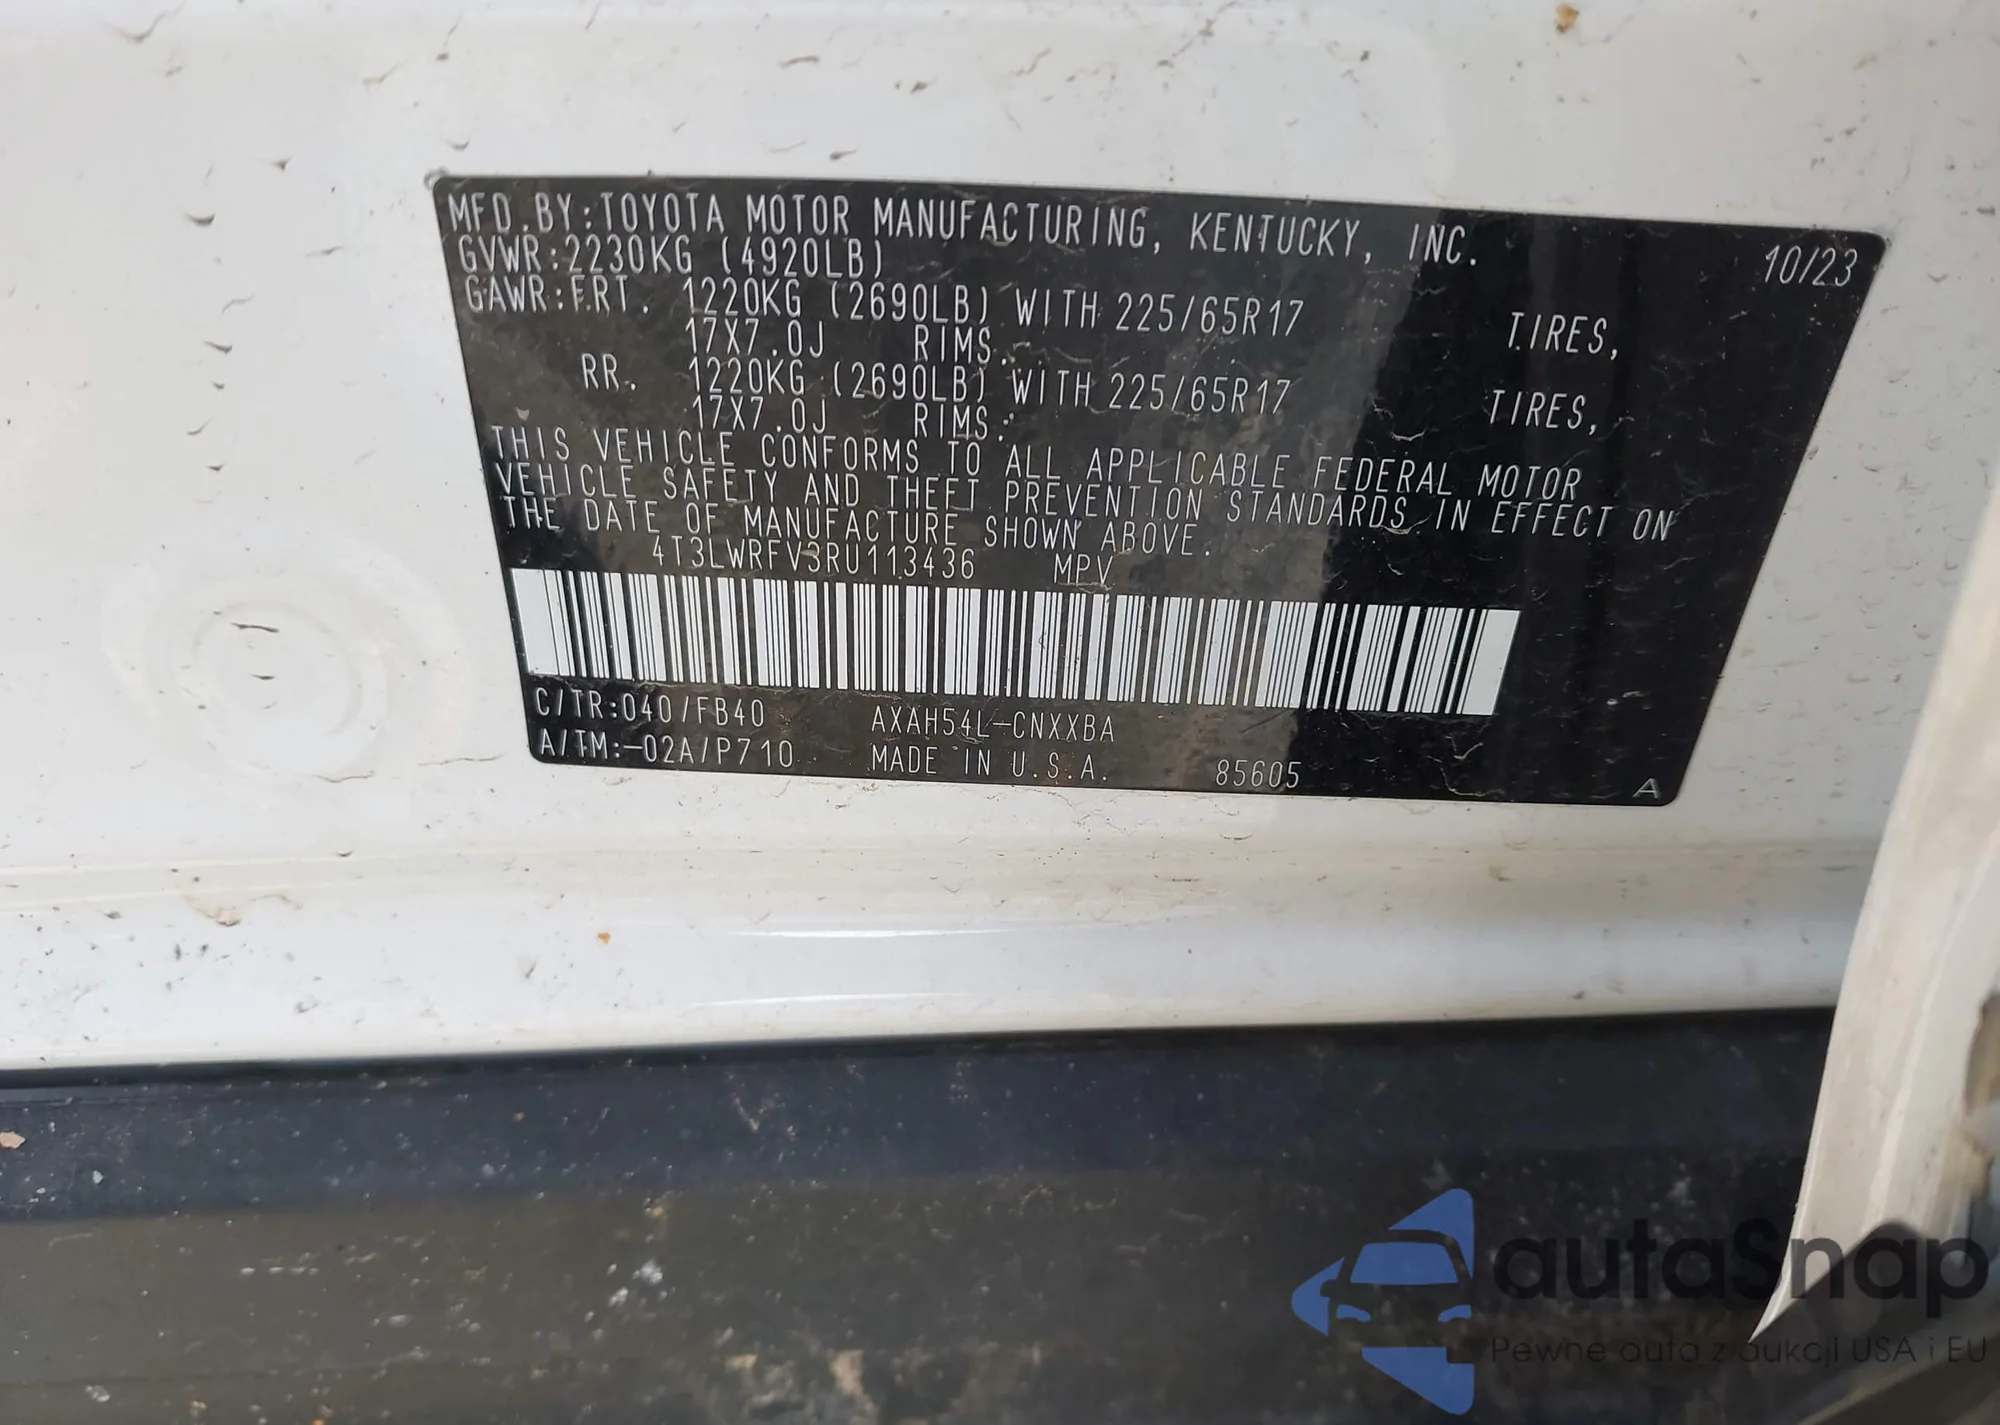 MFD.BY:TOYOTA MOTOR MANUFACTURING, KENTUCKY, INC. 10/23
GVWR:2230KG (4920LB)
GAWR:FRT. 1220KG (2690LB) WITH 225/65R17 TIRES,
17X7.0J RIMS.
RR. 1220KG (2690LB) WITH 225/65R17 TIRES,
17X7.0J RIMS.
THIS VEHICLE CONFORMS TO ALL APPLICABLE FEDERAL MOTOR
VEHICLE SAFETY AND THEFT PREVENTION STANDARDS IN EFFECT ON
THE DATE OF MANUFACTURE SHOWN ABOVE.
4T3LWRFV3RU113436 MPV
C/TR:040/FB40 AXAH54L-CNXXBA
A/TM:-02A/P710 MADE IN U.S.A. 85605 A
autaSnap
Pewne auta z aukcji USA i EU